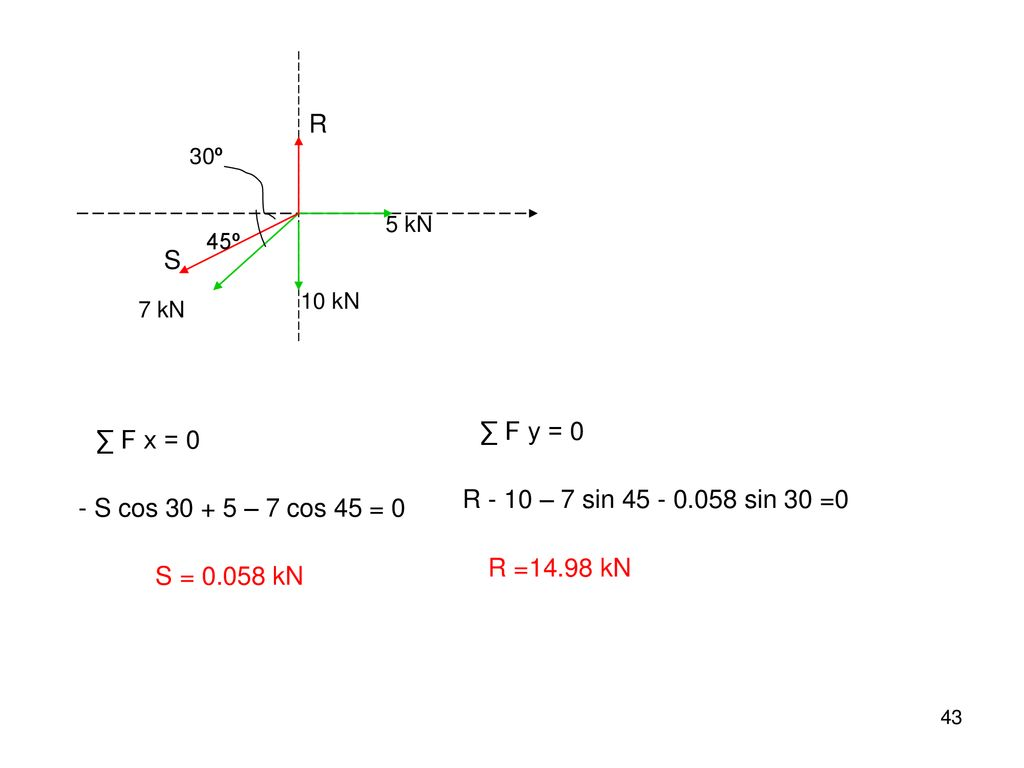 R
30º
5 kN
45º
S
10 kN
7 kN
∑ F x = 0
∑ F y = 0
- S cos 30 + 5 – 7 cos 45 = 0
R - 10 – 7 sin 45 - 0.058 sin 30 =0
S = 0.058 kN
R =14.98 kN
43